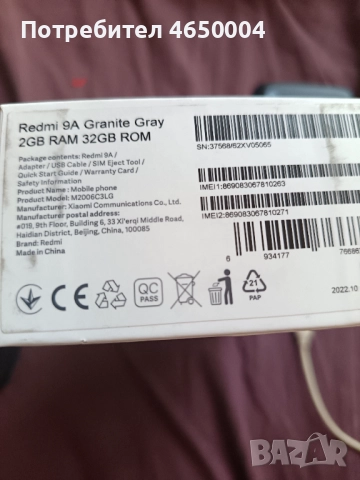 Потребител 4650004
Redmi 9A Granite Gray
2GB RAM 32GB ROM
Package contents: Redmi 9A /
Adapter / USB Cable / SIM Eject Tool /
Quick Start Guide / Warranty Card /
Safety Information
Product Name: Mobile phone
Model: M2006C3LG
Manufacturer: Xiaomi Communications Co., Ltd.
Manufacturer postal address:
#019, 9th Floor, Building 6, 33 Xi'erqi Middle Road,
Haidian District, Beijing, China, 100085
Brand: Redmi
Made in China
SN:37568/62XV05065
IMEI1:869083067810263
IMEI2:869083067810271
6 934177
CE
QC
PASS
21
PAP
2022.10
BAZAR